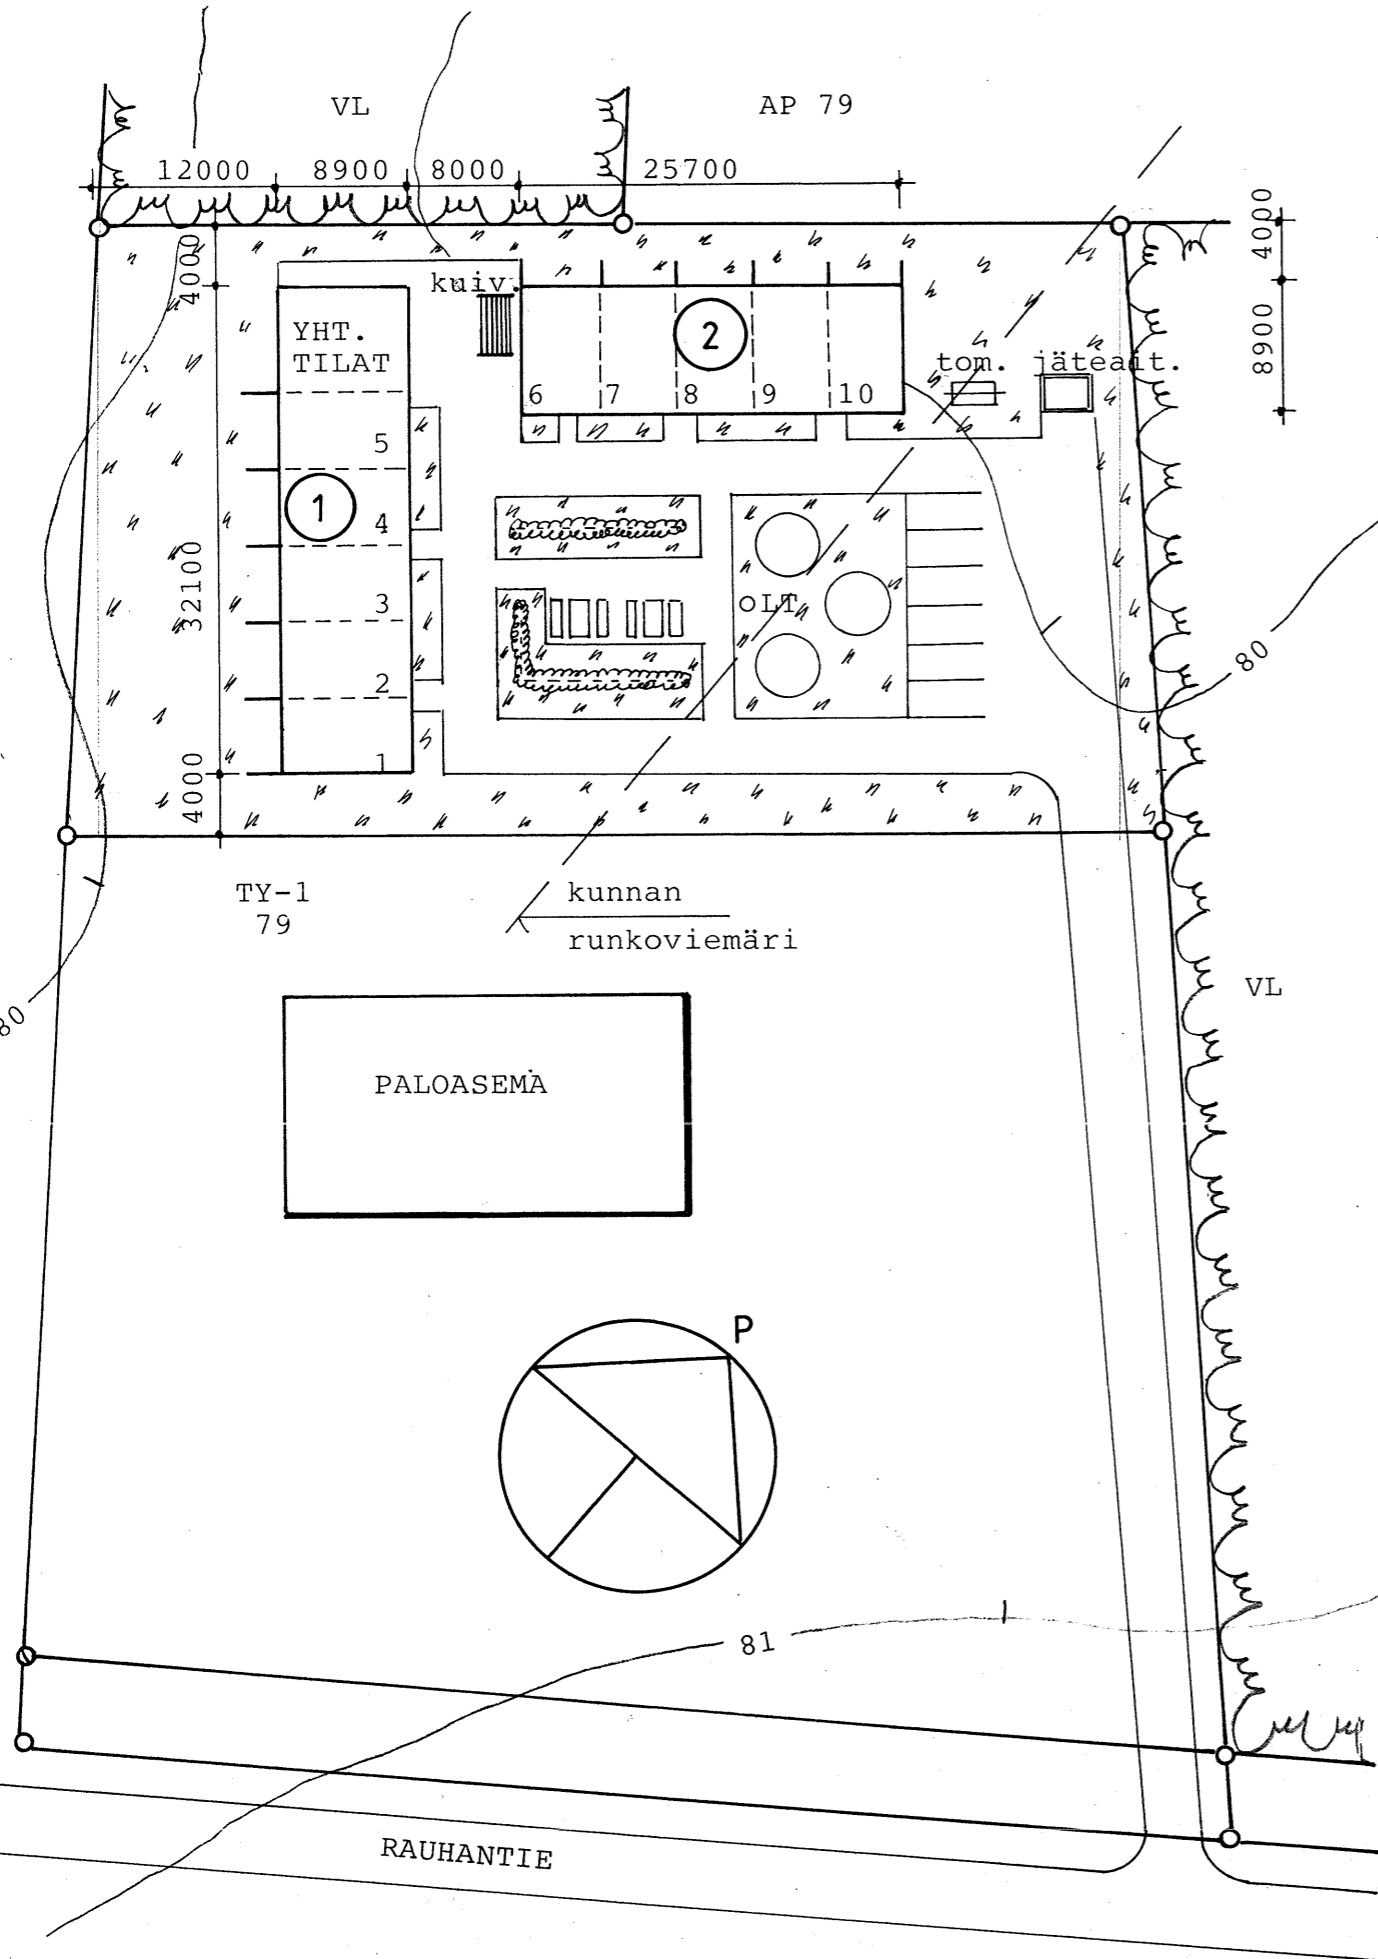 VL
AP 79
12000 8900 8000 25700
4000
4000
kuiv.
8900
YHT.
TILAT
2
tom. jäteait.
6 7 8 9 10
5
1
4
32100
3
oLT
80
2
1
4000
TY-1
79
kunnan
runkoviemäri
VL
80
PALOASEMA
P
81
RAUHANTIE